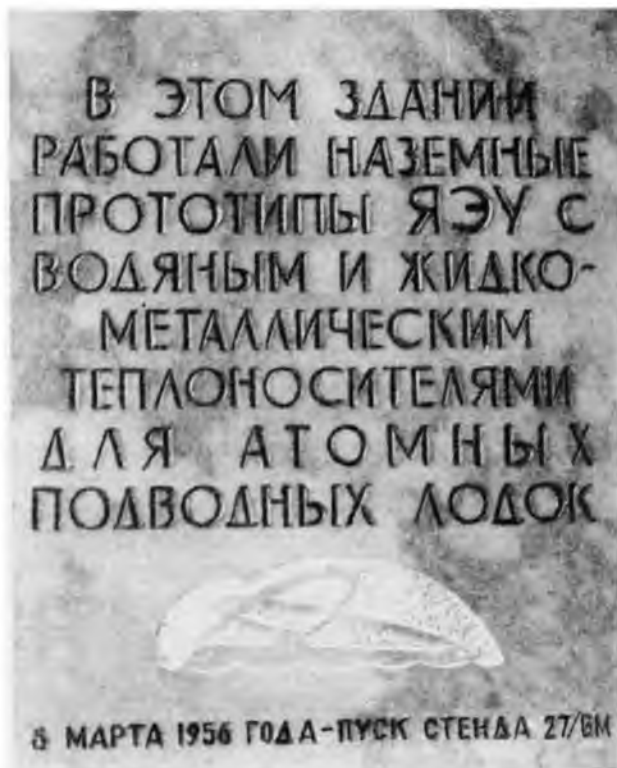 В ЭТОМ ЗДАНИИ
РАБОТАЛИ НАЗЕМНЫЕ
ПРОТОТИПЫ ЯЭУ С
ВОДЯНЫМ И ЖИДКО-
МЕТАЛЛИЧЕСКИМ
ТЕПЛОНОСИТЕЛЯМИ
ДЛЯ АТОМНЫХ
ПОДВОДНЫХ ЛОДОК
8 МАРТА 1956 ГОДА-ПУСК СТЕНДА 27/ВМ